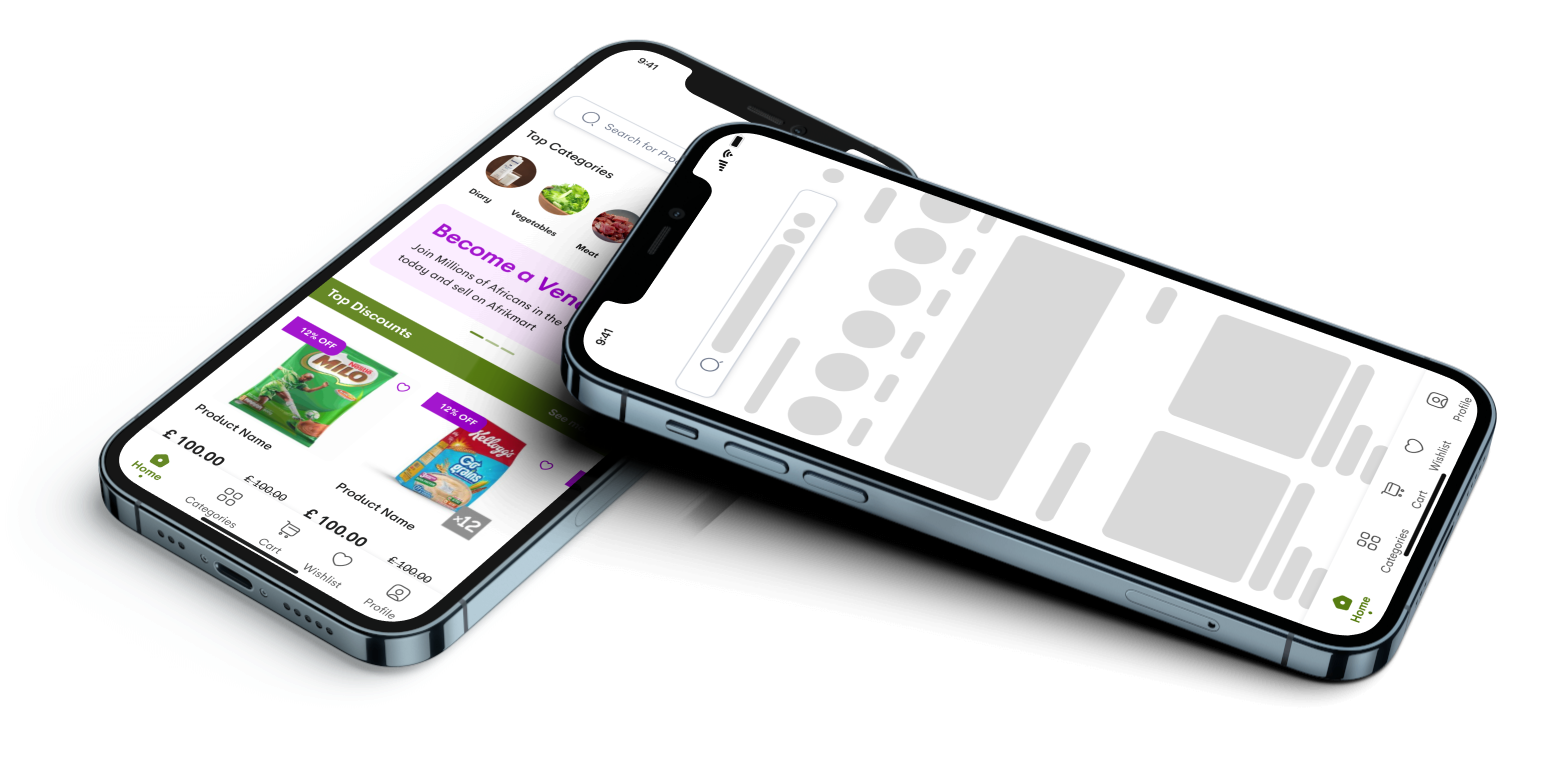 9:41
Search for Pro
Top Categories
Diary
Vegetables
Meat
Become a Ven
Join Millions of Africans in the
today and sell on Afrikmart
Top Discounts
See
12% OFF
Nestle
MILO
Product Name
£ 100.00
£ 100.00
12% OFF
Kellogg's
Go
grains
x12
Product Name
£ 100.00
£ 100.00
Home
Categories
Cart
Wishlist
Profile
9:41
Home
Categories
Cart
Wishlist
Profile